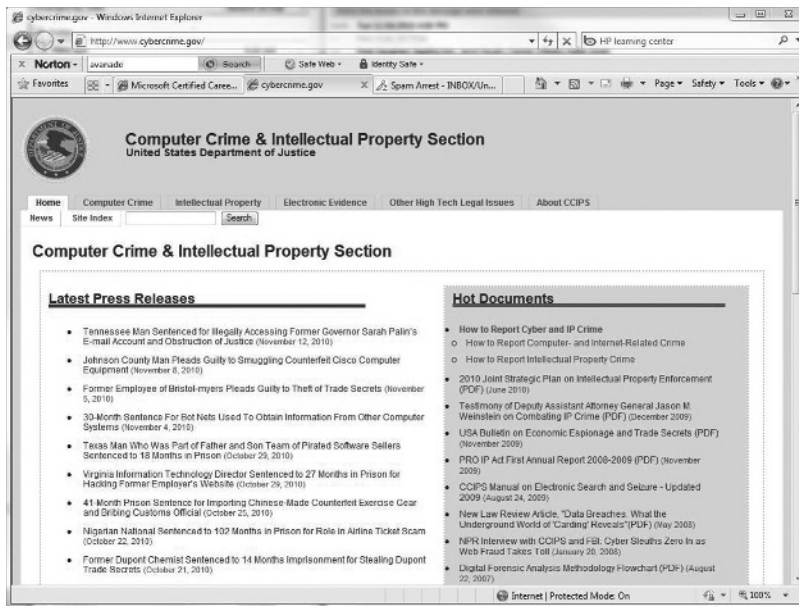 cybercrime.gov - Windows Internet Explorer
http://www.cybercrime.gov/
HP learning center
Norton
avanade
Search
Safe Web
Identity Safe
Favorites
Microsoft Certified Caree...
cybercrime.gov
Spam Arrest - INBOX/Un...
Page
Safety
Tools
Computer Crime & Intellectual Property Section
United States Department of Justice
Home
Computer Crime
Intellectual Property
Electronic Evidence
Other High Tech Legal Issues
About CCIPS
News
Site Index
Search
Computer Crime & Intellectual Property Section
Latest Press Releases
Tennessee Man Sentenced for Illegally Accessing Former Governor Sarah Palin's
E-mail Account and Obstruction of Justice (November 12, 2010)
Johnson County Man Pleads Guilty to Smuggling Counterfeit Cisco Computer
Equipment (November 8, 2010)
Former Employee of Bristol-myers Pleads Guilty to Theft of Trade Secrets (November
5, 2010)
30-Month Sentence For Bot Nets Used To Obtain Information From Other Computer
Systems (November 4, 2010)
Texas Man Who Was Part of Father and Son Team of Pirated Software Sellers
Sentenced to 18 Months in Prison (October 29, 2010)
Virginia Information Technology Director Sentenced to 27 Months in Prison for
Hacking Former Employer's Website (October 29, 2010)
41-Month Prison Sentence for Importing Chinese-Made Counterfeit Exercise Gear
and Bribing Customs Official (October 25, 2010)
Nigerian National Sentenced to 102 Months in Prison for Role in Airline Ticket Scam
(October 22, 2010)
Former Dupont Chemist Sentenced to 14 Months Imprisonment for Stealing Dupont
Trade Secrets (October 21, 2010)
Hot Documents
How to Report Cyber and IP Crime
How to Report Computer- and Internet-Related Crime
How to Report Intellectual Property Crime
2010 Joint Strategic Plan on Intellectual Property Enforcement
(PDF) (June 2010)
Testimony of Deputy Assistant Attorney General Jason M.
Weinstein on Combating IP Crime (PDF) (December 2009)
USA Bulletin on Economic Espionage and Trade Secrets (PDF)
(November 2009)
PRO IP Act First Annual Report 2008-2009 (PDF) (November
2009)
CCIPS Manual on Electronic Search and Seizure - Updated
2009 (August 24, 2009)
New Law Review Article, "Data Breaches: What the
Underground World of 'Carding' Reveals"(PDF) (May 2008)
NPR Interview with CCIPS and FBI: Cyber Sleuths Zero In as
Web Fraud Takes Toll (January 20, 2008)
Digital Forensic Analysis Methodology Flowchart (PDF) (August
22, 2007)
Internet | Protected Mode: On
100%